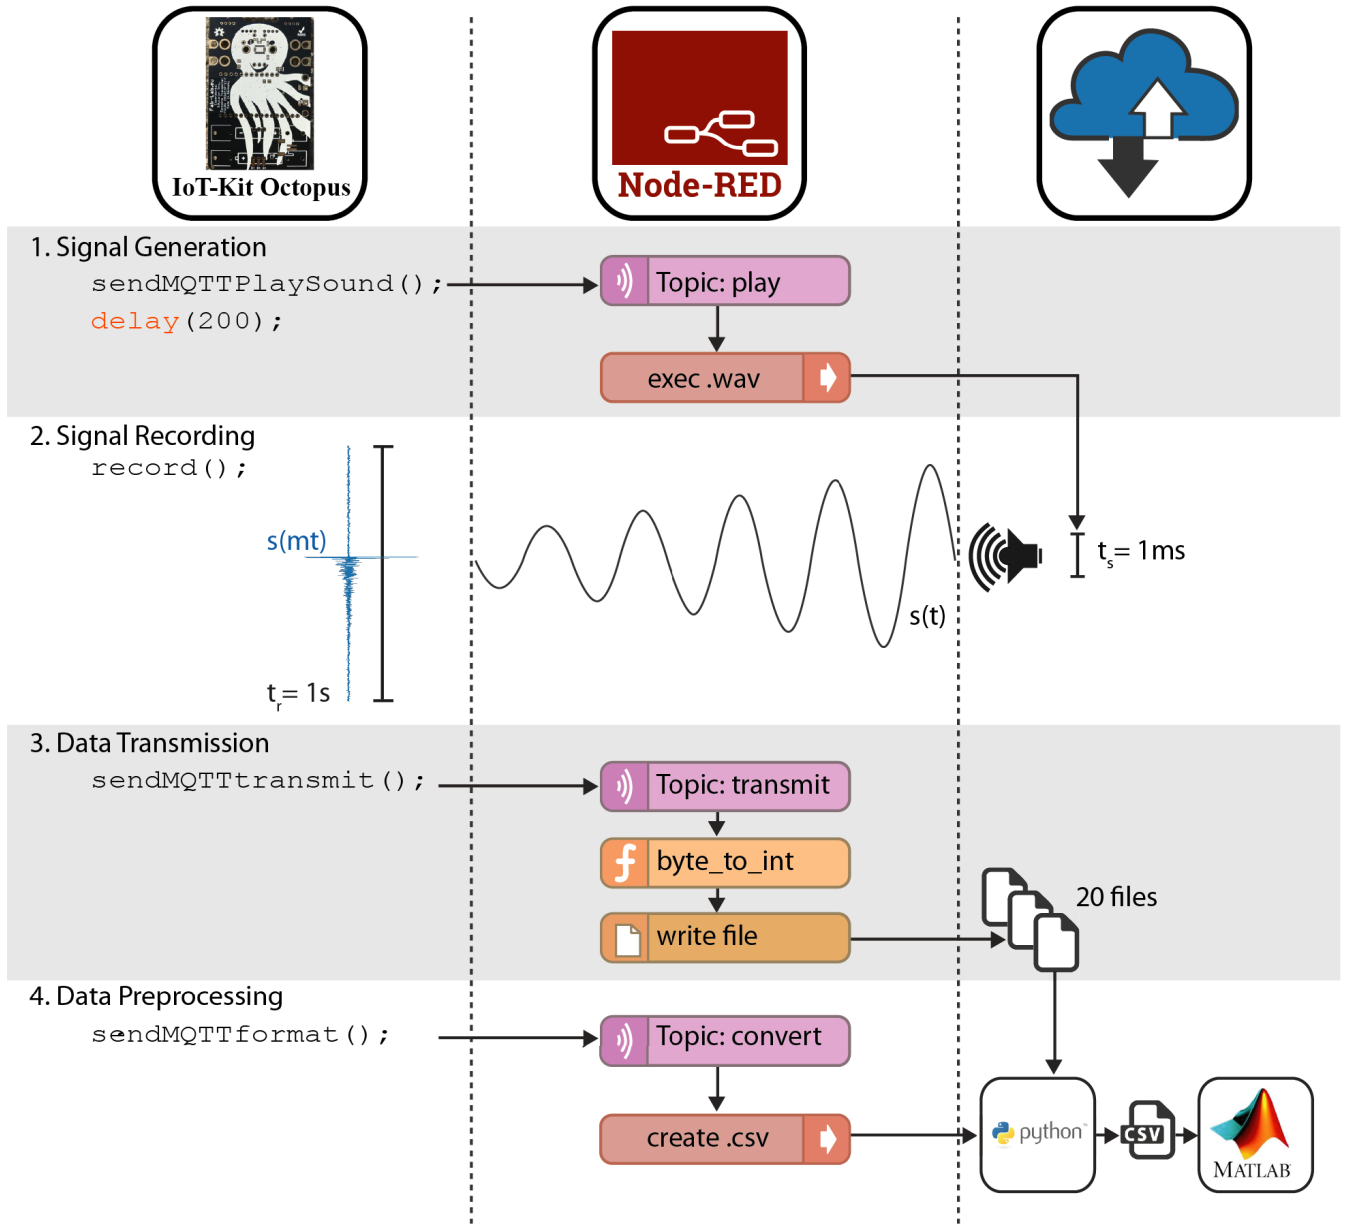 IoT-Kit Octopus
Node-RED
1. Signal Generation
sendMQTTPlaySound();
Topic: play
delay(200);
exec .wav
2. Signal Recording
record();
s(mt)
t_s= 1ms
s(t)
t_r= 1s
3. Data Transmission
sendMQTTtransmit();
Topic: transmit
byte_to_int
20 files
write file
4. Data Preprocessing
sendMQTTformat();
Topic: convert
python™
CSV
create .csv
MATLAB